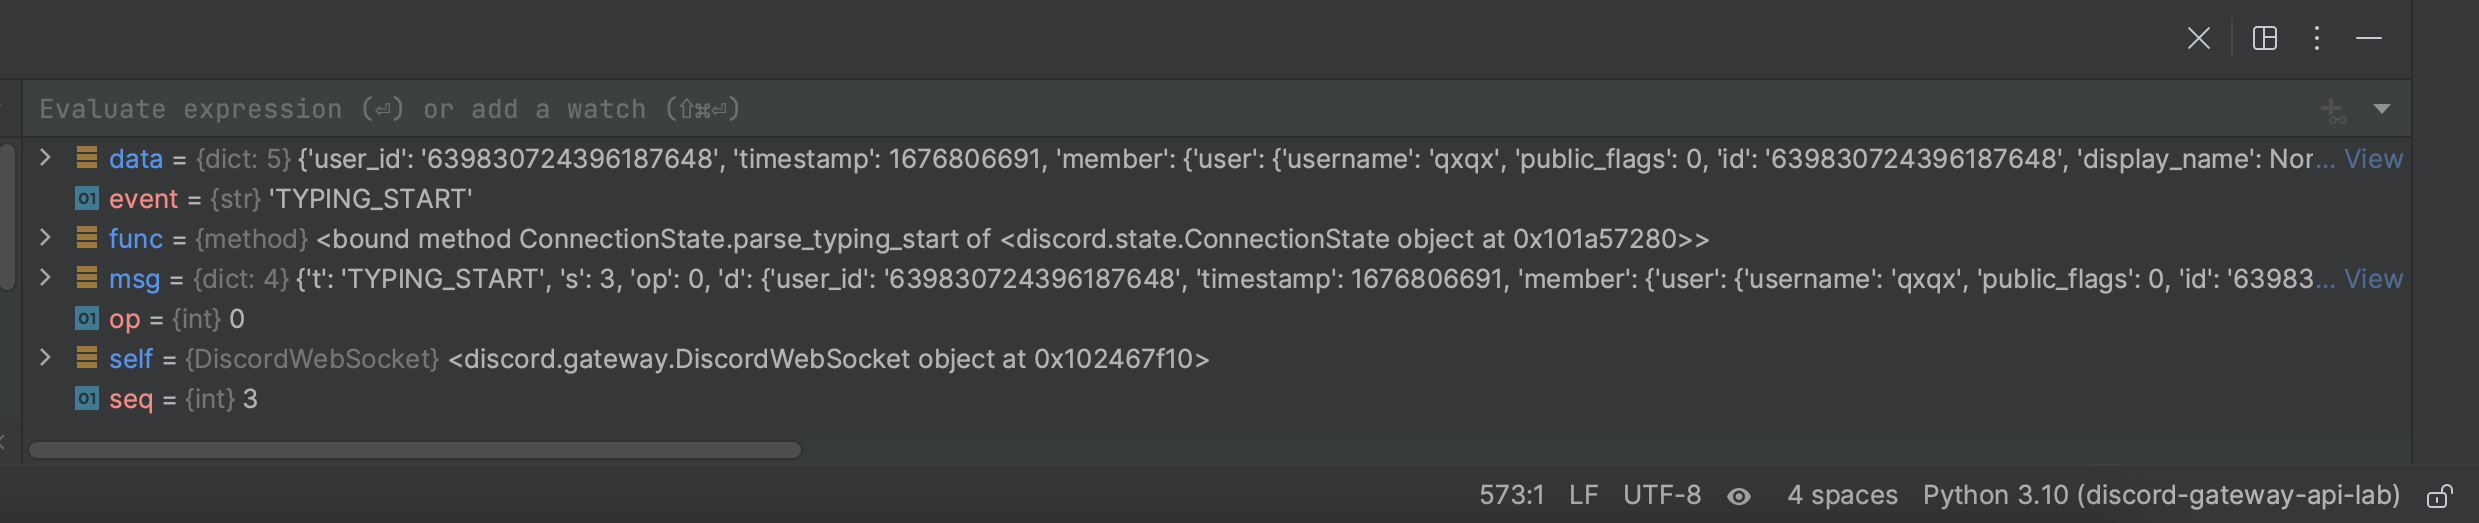 Evaluate expression (⏎) or add a watch (⇧⌘⏎)
data = {dict: 5} {'user_id': '639830724396187648', 'timestamp': 1676806691, 'member': {'user': {'username': 'qxqx', 'public_flags': 0, 'id': '639830724396187648', 'display_name': Nor... View
01 event = {str} 'TYPING_START'
func = {method} <bound method ConnectionState.parse_typing_start of <discord.state.ConnectionState object at 0x101a57280>>
msg = {dict: 4} {'t': 'TYPING_START', 's': 3, 'op': 0, 'd': {'user_id': '639830724396187648', 'timestamp': 1676806691, 'member': {'user': {'username': 'qxqx', 'public_flags': 0, 'id': '63983... View
01 op = {int} 0
self = {DiscordWebSocket} <discord.gateway.DiscordWebSocket object at 0x102467f10>
01 seq = {int} 3
573:1 LF UTF-8 4 spaces Python 3.10 (discord-gateway-api-lab)